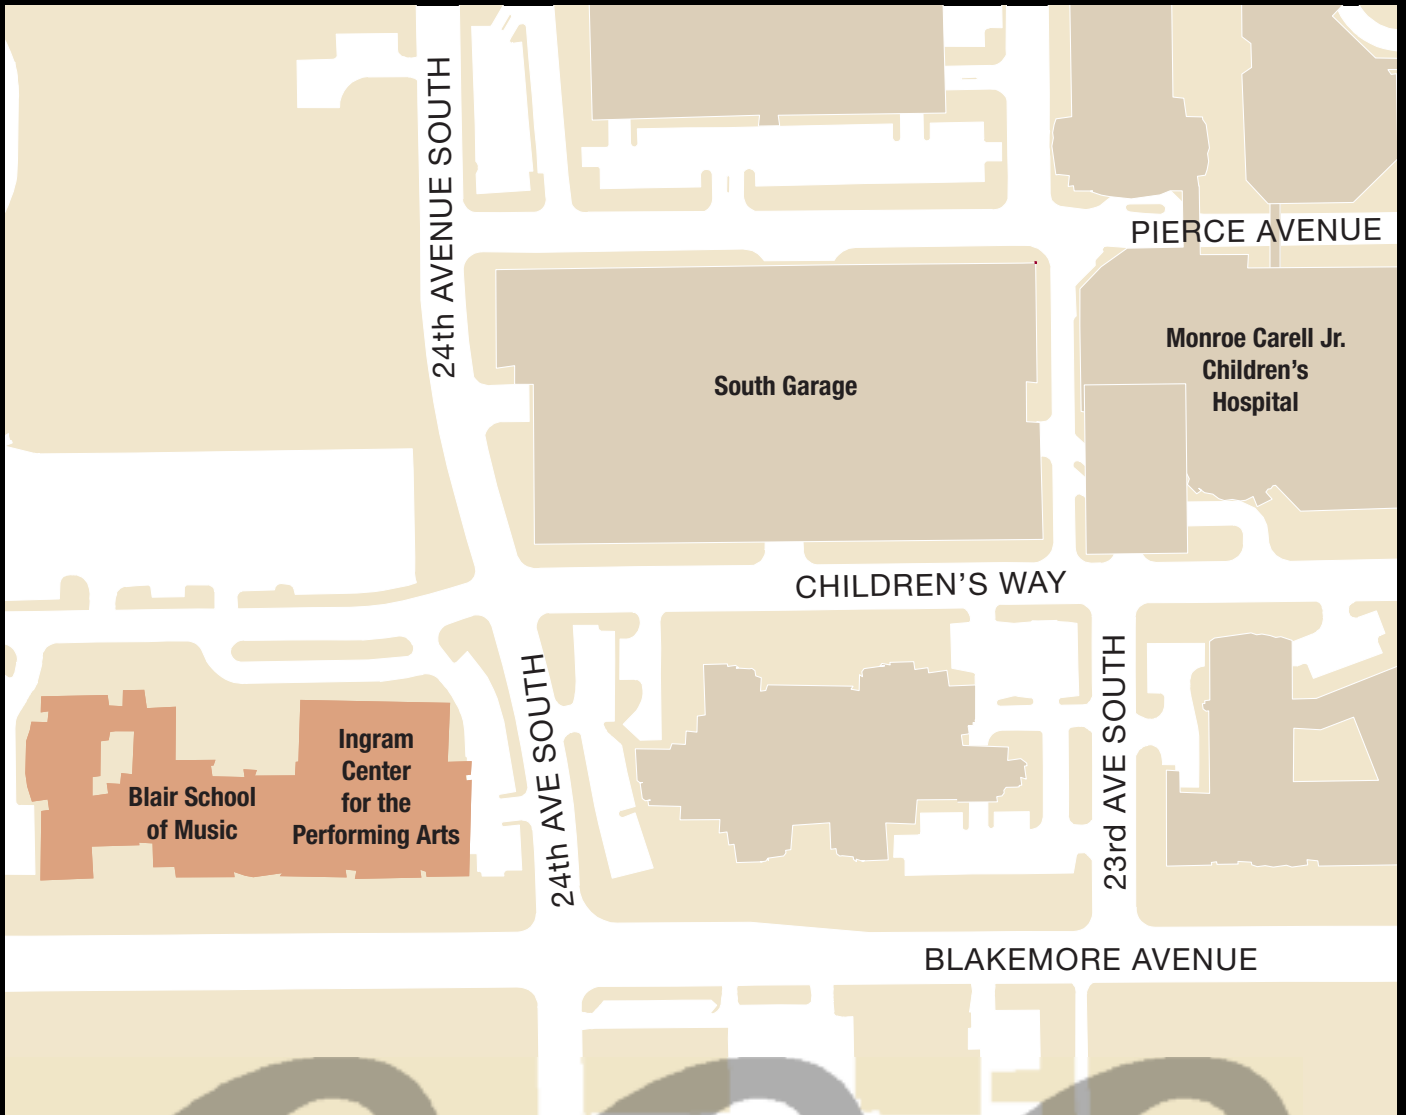 24th AVENUE SOUTH
PIERCE AVENUE
Monroe Carell Jr.
Children's
Hospital
South Garage
CHILDREN'S WAY
24th AVE SOUTH
23rd AVE SOUTH
Ingram
Center
for the
Performing Arts
Blair School
of Music
BLAKEMORE AVENUE